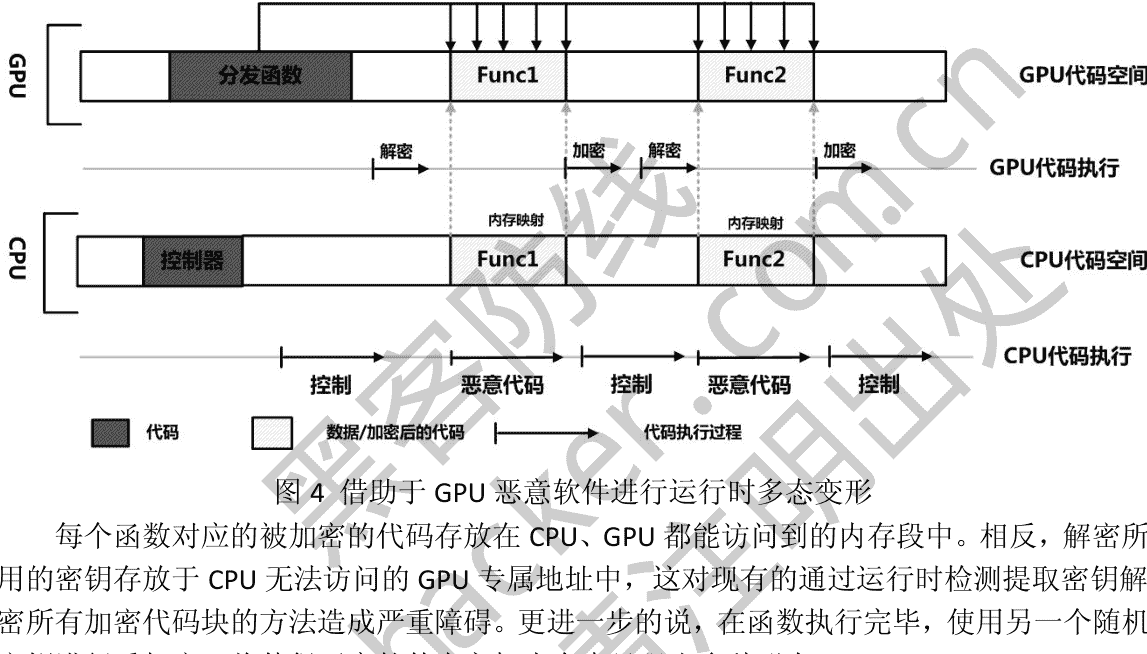 GPU
分发函数
Func1
Func2
GPU代码空间
解密
加密
解密
加密
GPU代码执行
CPU
内存映射
内存映射
控制器
Func1
Func2
CPU代码空间
CPU代码执行
控制
恶意代码
控制
恶意代码
控制
代码
数据/加密后的代码
代码执行过程
图 4 借助于 GPU 恶意软件进行运行时多态变形
每个函数对应的被加密的代码存放在 CPU、GPU 都能访问到的内存段中。相反，解密所
用的密钥存放于 CPU 无法访问的 GPU 专属地址中，这对现有的通过运行时检测提取密钥解
密所有加密代码块的方法造成严重障碍。更进一步的说，在函数执行完毕，使用另一个随机
黑客防线
hacker.com.cn
明出处